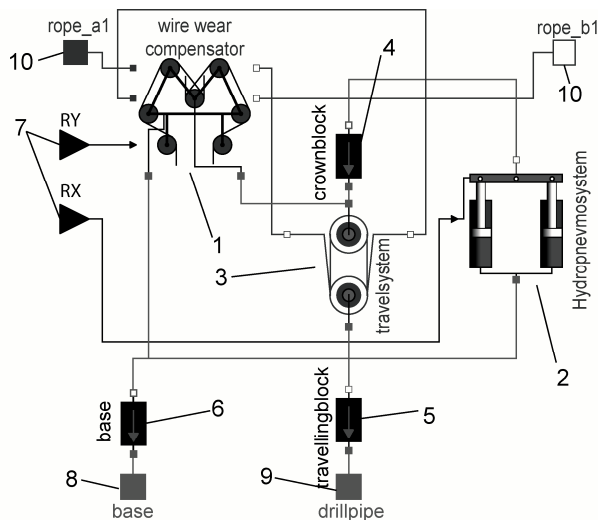 rope_a1
wire wear
compensator
rope_b1
10
4
10
RY
7
RX
crownblock
1
3
travelsystem
Hydropnevmosystem
2
base
6
travellingblock
5
8
9
base
drillpipe